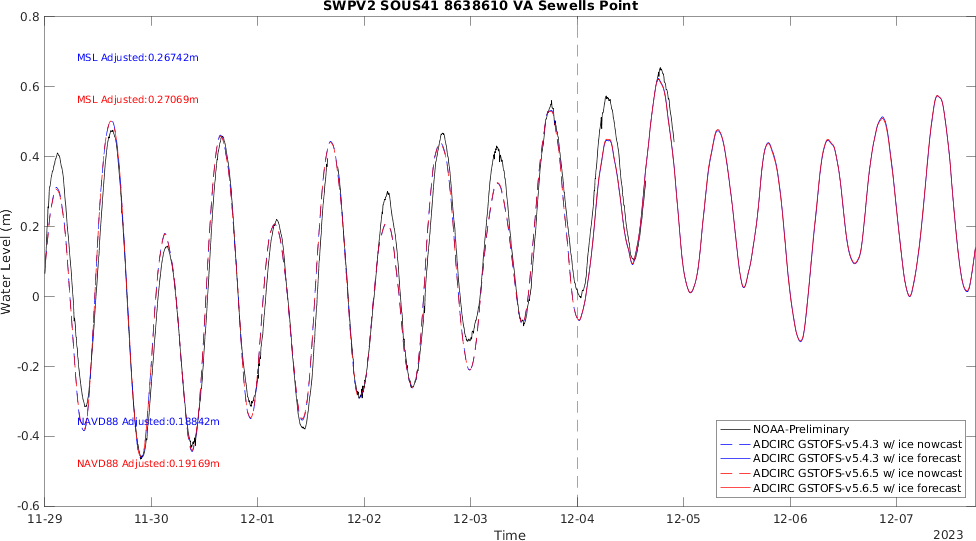 SWPV2 SOUS41 8638610 VA Sewells Point
0.8
0.6
0.4
0.2
0
-0.2
-0.4
-0.6
Water Level (m)
MSL Adjusted:0.26742m
MSL Adjusted:0.27069m
NAVD88 Adjusted:0.18842m
NAVD88 Adjusted:0.19169m
NOAA-Preliminary
ADCIRC GSTOFS-v5.4.3 w/ ice nowcast
ADCIRC GSTOFS-v5.4.3 w/ ice forecast
ADCIRC GSTOFS-v5.6.5 w/ ice nowcast
ADCIRC GSTOFS-v5.6.5 w/ ice forecast
11-29 11-30 12-01 12-02 12-03 12-04 12-05 12-06 12-07
Time
2023